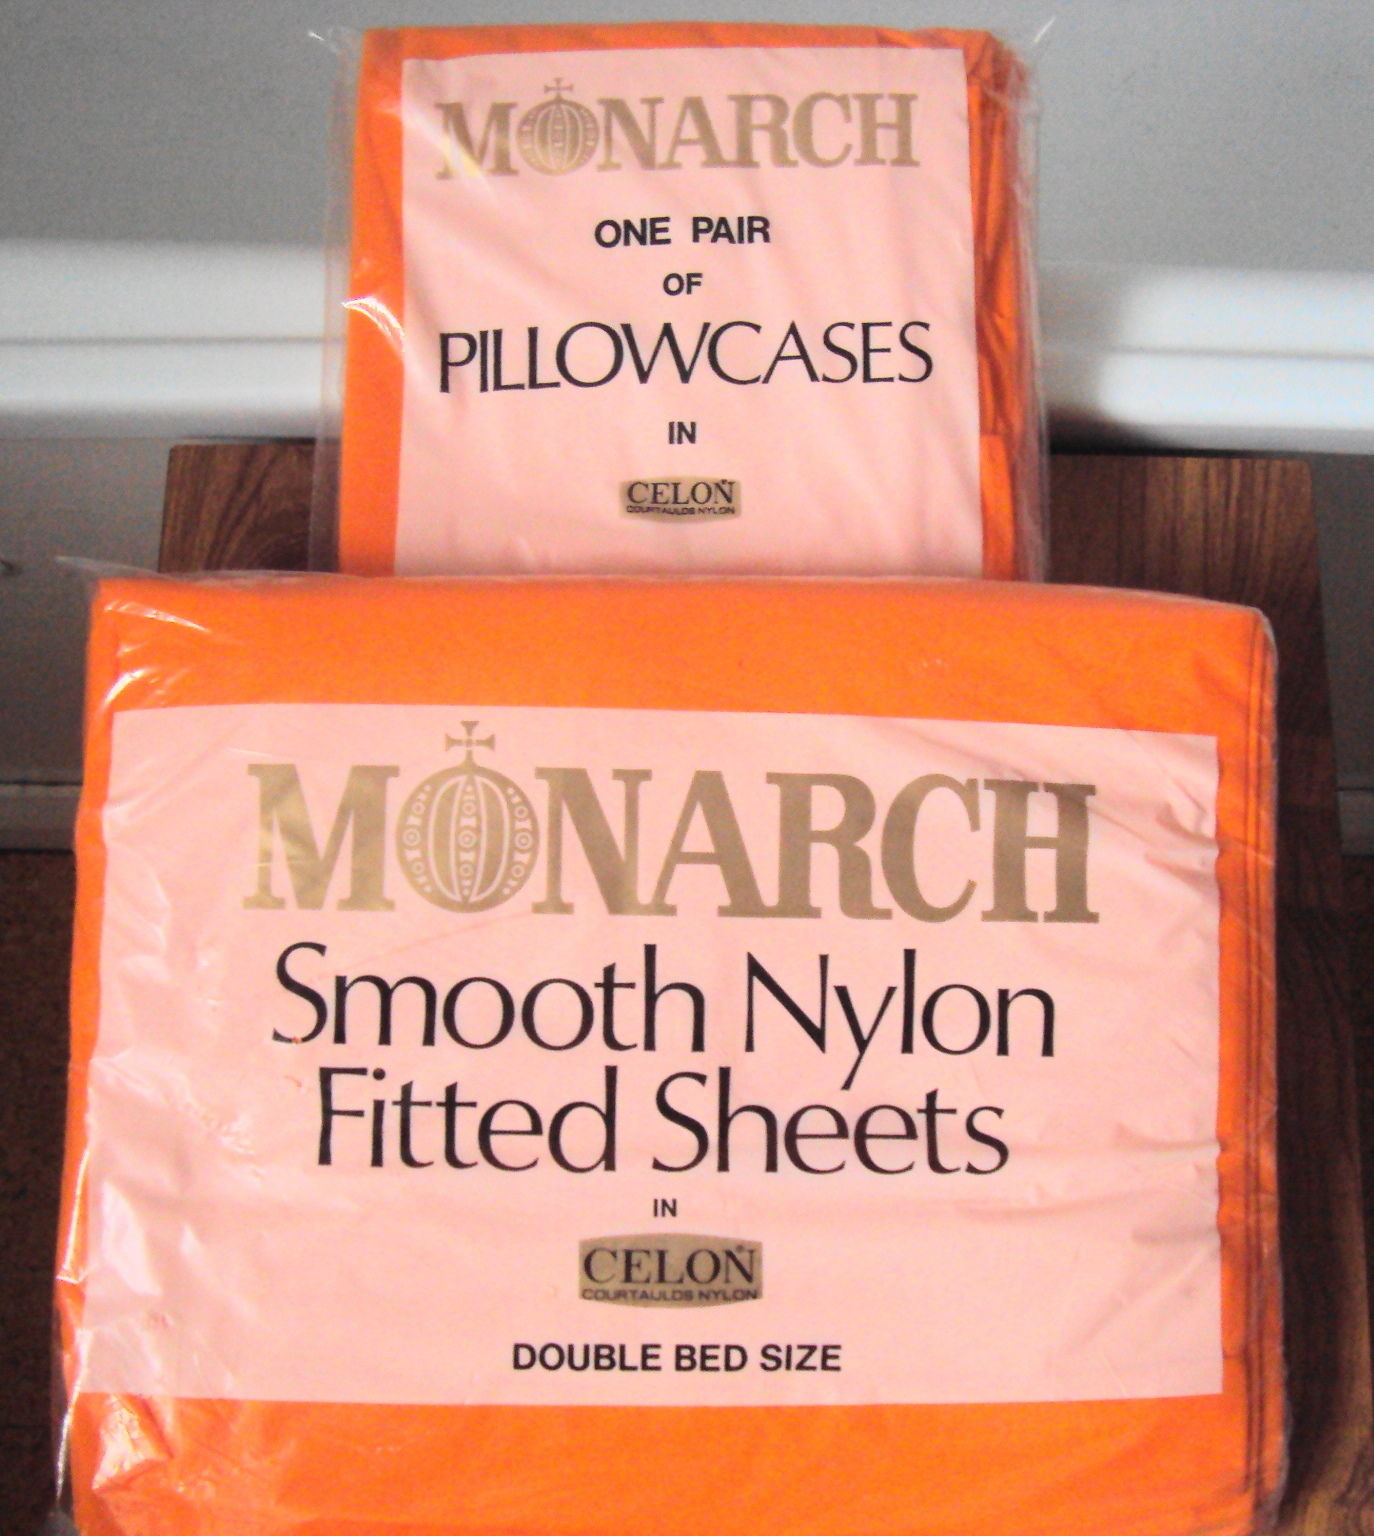 MONARCH
ONE PAIR
OF
PILLOWCASES
IN
CELON
COURTAULDS NYLON
MONARCH
Smooth Nylon
Fitted Sheets
IN
CELON
COURTAULDS NYLON
DOUBLE BED SIZE